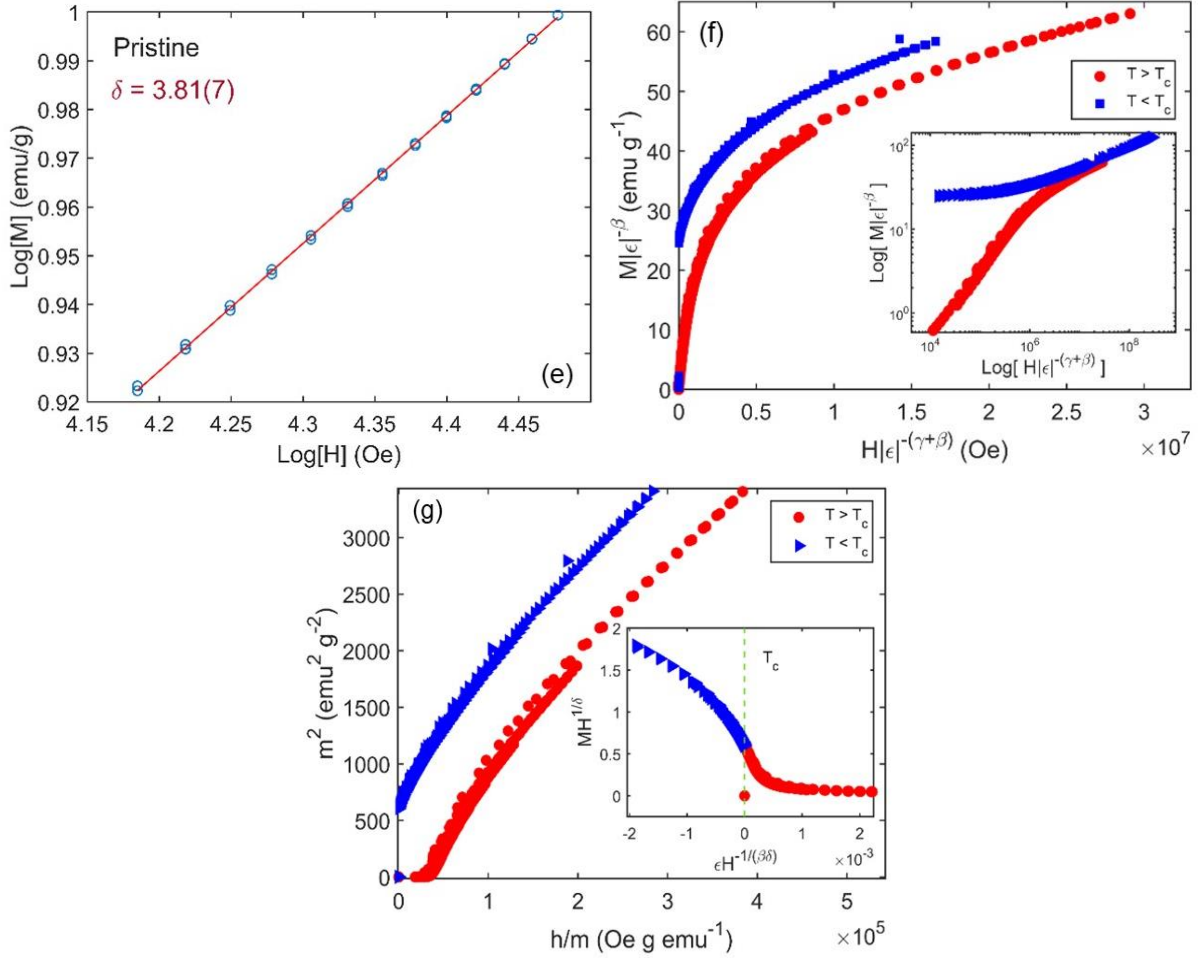 1
Pristine
δ = 3.81(7)
(e)
0.99
0.98
0.97
0.96
0.95
0.94
0.93
0.92
Log[M] (emu/g)
4.15 4.2 4.25 4.3 4.35 4.4 4.45
Log[H] (Oe)
(f)
T > Tc
T < Tc
60
50
40
30
20
10
0
M|ϵ|^-β (emu g^-1)
0 0.5 1 1.5 2 2.5 3
×10^7
H|ϵ|^-(γ+β) (Oe)
10^2
10^1
10^0
Log[ M|ϵ|^-β ]
10^4 10^6 10^8
Log[ H|ϵ|^-(γ+β) ]
(g)
T > Tc
T < Tc
3000
2500
2000
1500
1000
500
0
m^2 (emu^2 g^-2)
0 1 2 3 4 5
×10^5
h/m (Oe g emu^-1)
2
1.5
1
0.5
0
MH^1/δ
Tc
-2 -1 0 1 2
×10^-3
ϵH^-1/(βδ)